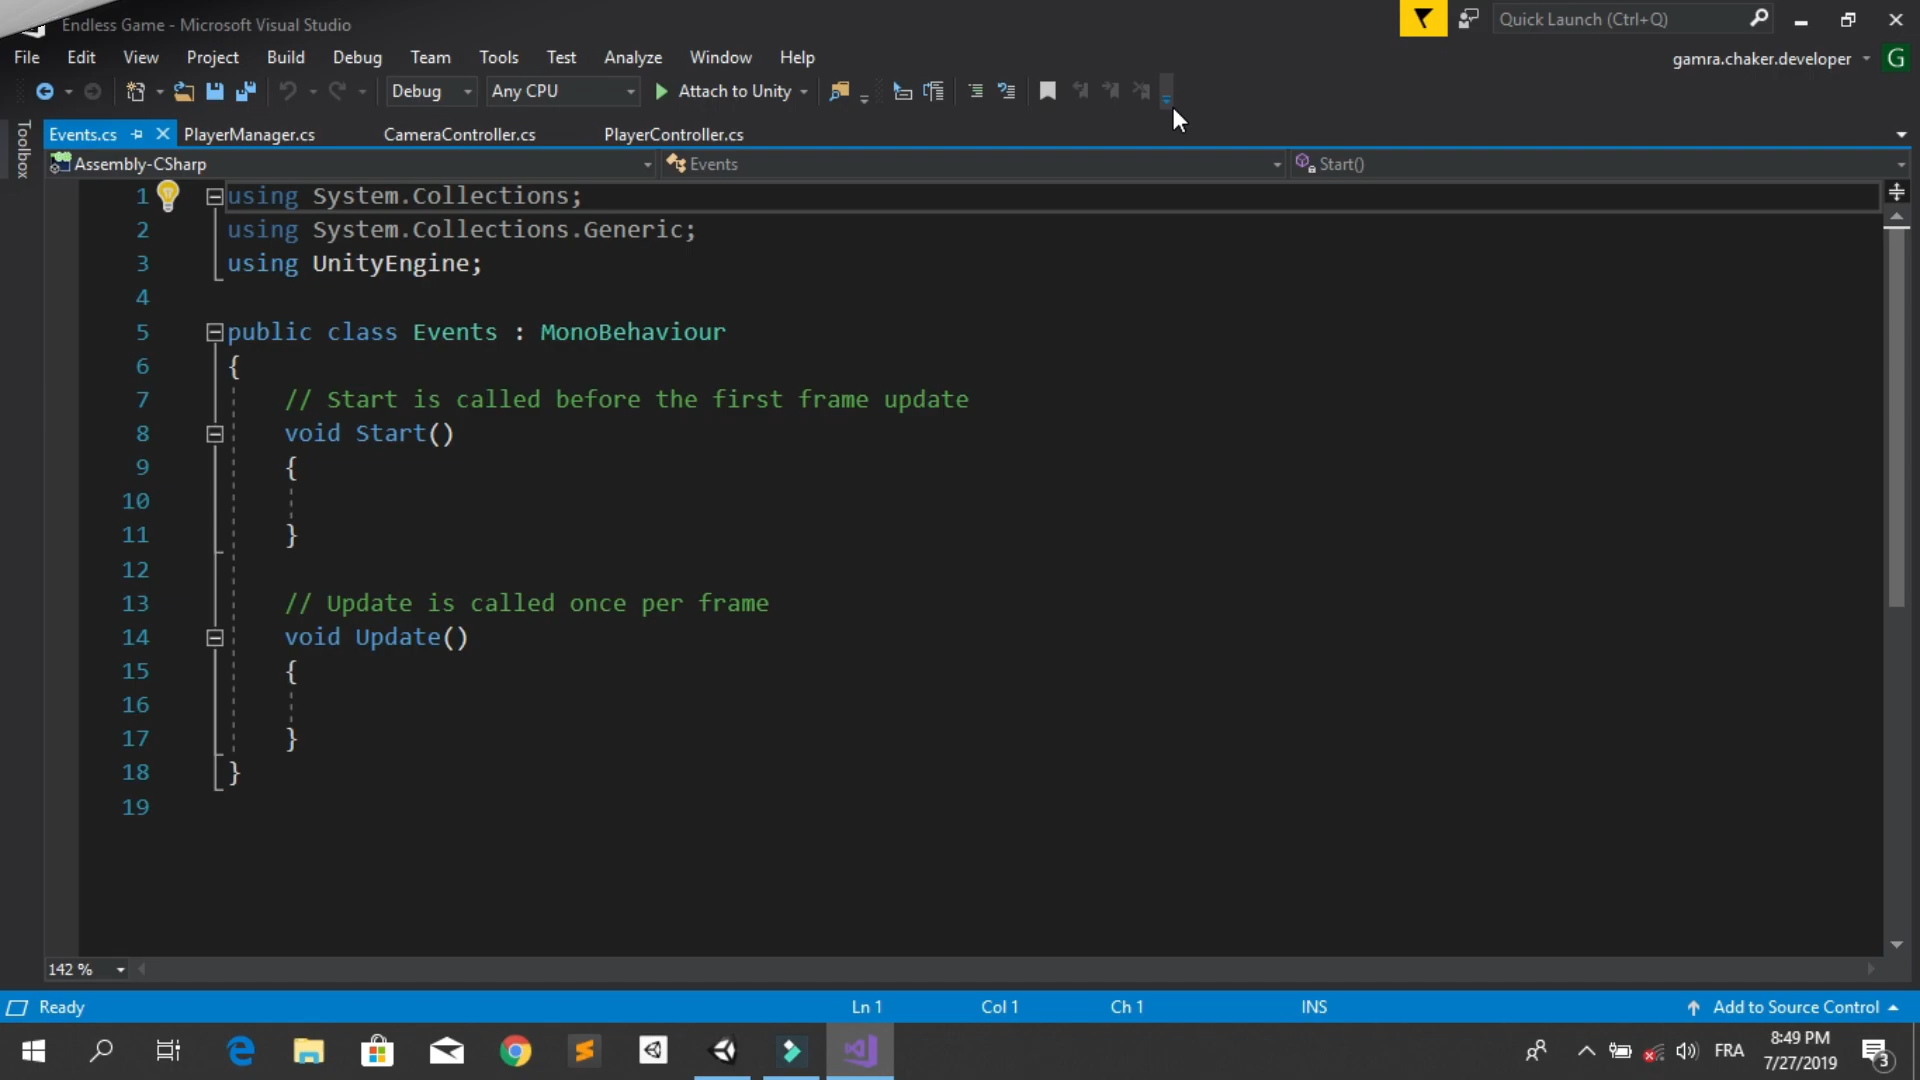 Endless Game - Microsoft Visual Studio
Quick Launch (Ctrl+Q)
File Edit View Project Build Debug Team Tools Test Analyze Window Help
gamra.chaker.developer G
Debug Any CPU Attach to Unity
Toolbox
Events.cs PlayerManager.cs CameraController.cs PlayerController.cs
Assembly-CSharp Events Start()
1 using System.Collections;
2 using System.Collections.Generic;
3 using UnityEngine;
4
5 public class Events : MonoBehaviour
6 {
7 // Start is called before the first frame update
8 void Start()
9 {
10
11 }
12
13 // Update is called once per frame
14 void Update()
15 {
16
17 }
18 }
19
142 %
Ready Ln 1 Col 1 Ch 1 INS Add to Source Control
FRA 8:49 PM
7/27/2019 3